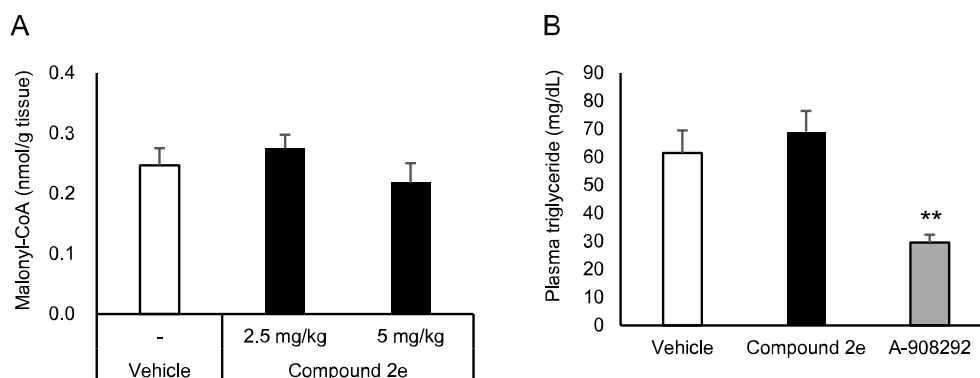 A
Malonyl-CoA (nmol/g tissue)
0.4
0.3
0.2
0.1
0.0
- 2.5 mg/kg 5 mg/kg
Vehicle Compound 2e
B
Plasma triglyceride (mg/dL)
90
80
70
60
50
40
30
20
10
0
**
Vehicle Compound 2e A-908292